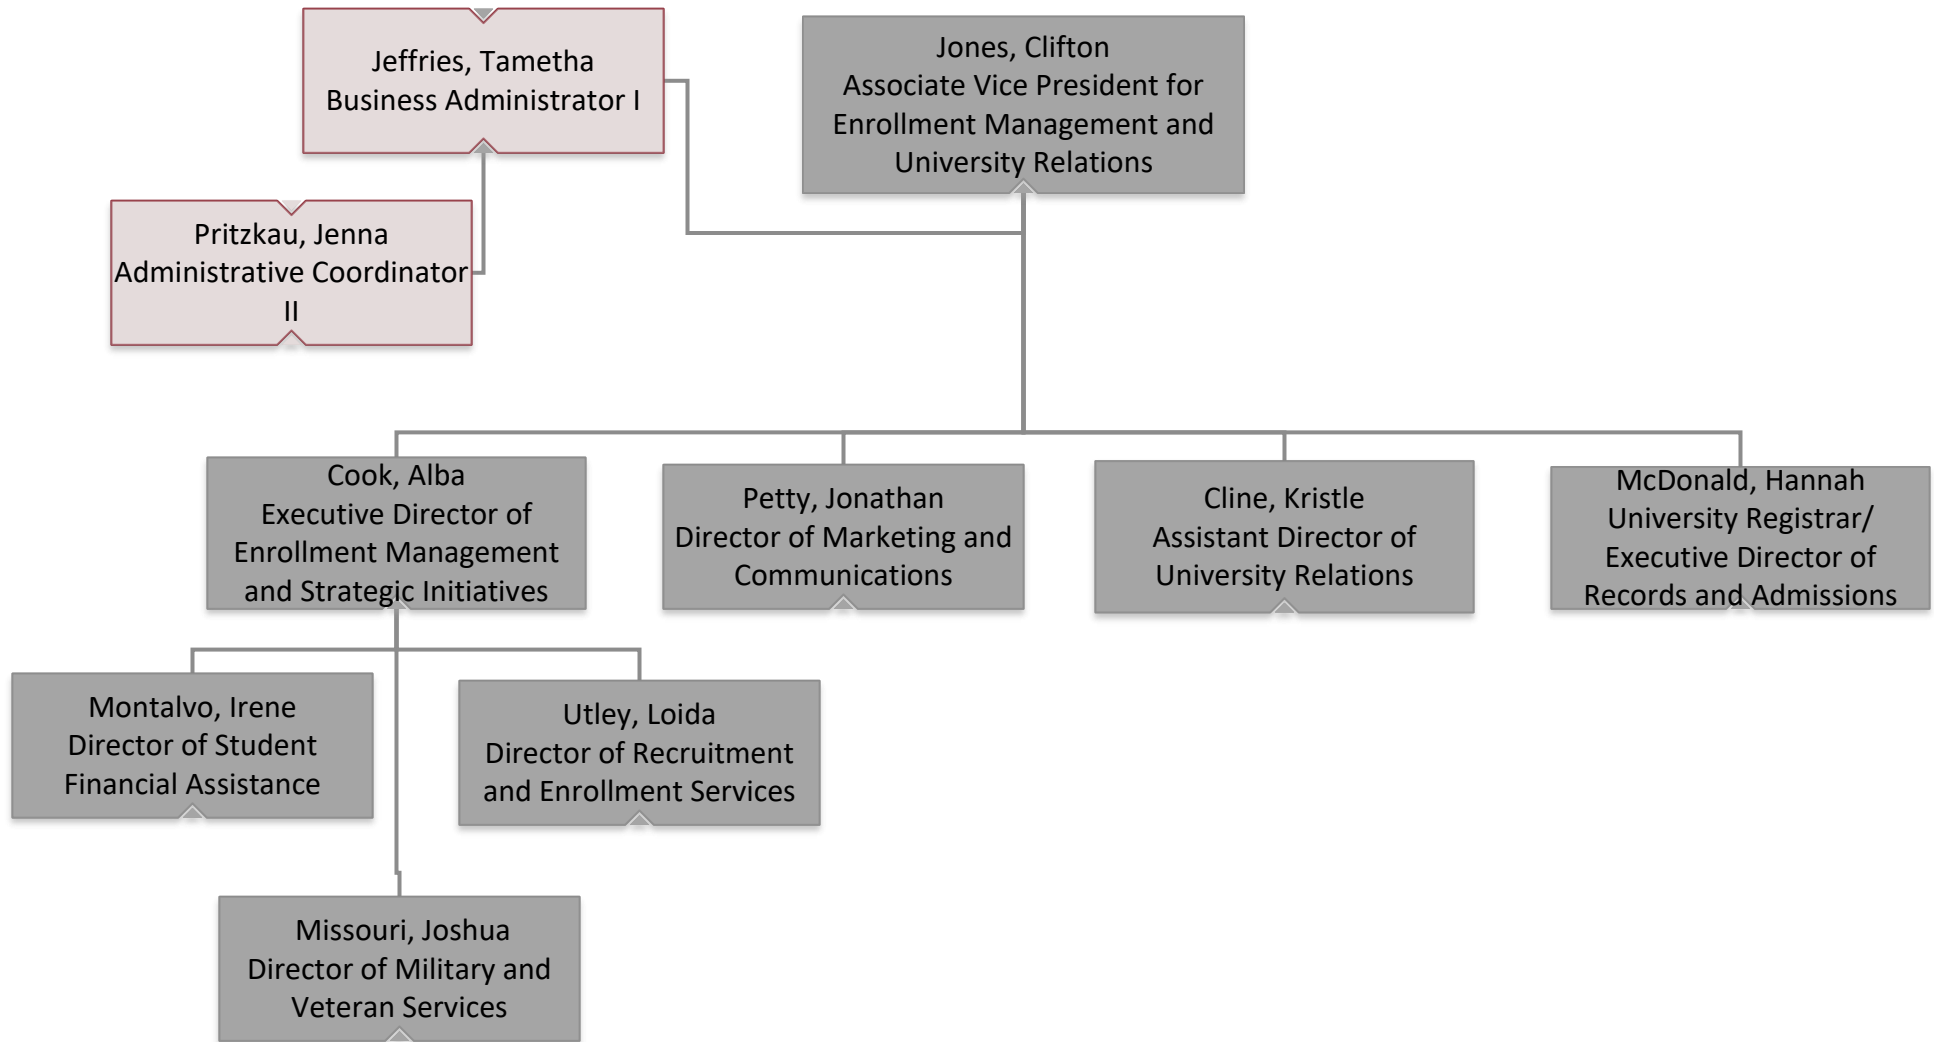 Jeffries, Tametha
Business Administrator I
Jones, Clifton
Associate Vice President for
Enrollment Management and
University Relations
Pritzkau, Jenna
Administrative Coordinator
II
Cook, Alba
Executive Director of
Enrollment Management
and Strategic Initiatives
Petty, Jonathan
Director of Marketing and
Communications
Cline, Kristle
Assistant Director of
University Relations
McDonald, Hannah
University Registrar/
Executive Director of
Records and Admissions
Montalvo, Irene
Director of Student
Financial Assistance
Utley, Loida
Director of Recruitment
and Enrollment Services
Missouri, Joshua
Director of Military and
Veteran Services